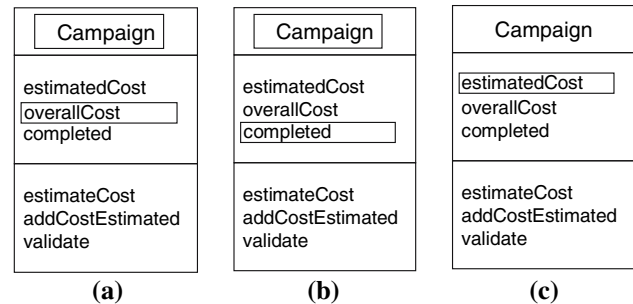 Campaign
estimatedCost
overallCost
completed
estimateCost
addCostEstimated
validate
(a)
Campaign
estimatedCost
overallCost
completed
estimateCost
addCostEstimated
validate
(b)
Campaign
estimatedCost
overallCost
completed
estimateCost
addCostEstimated
validate
(c)